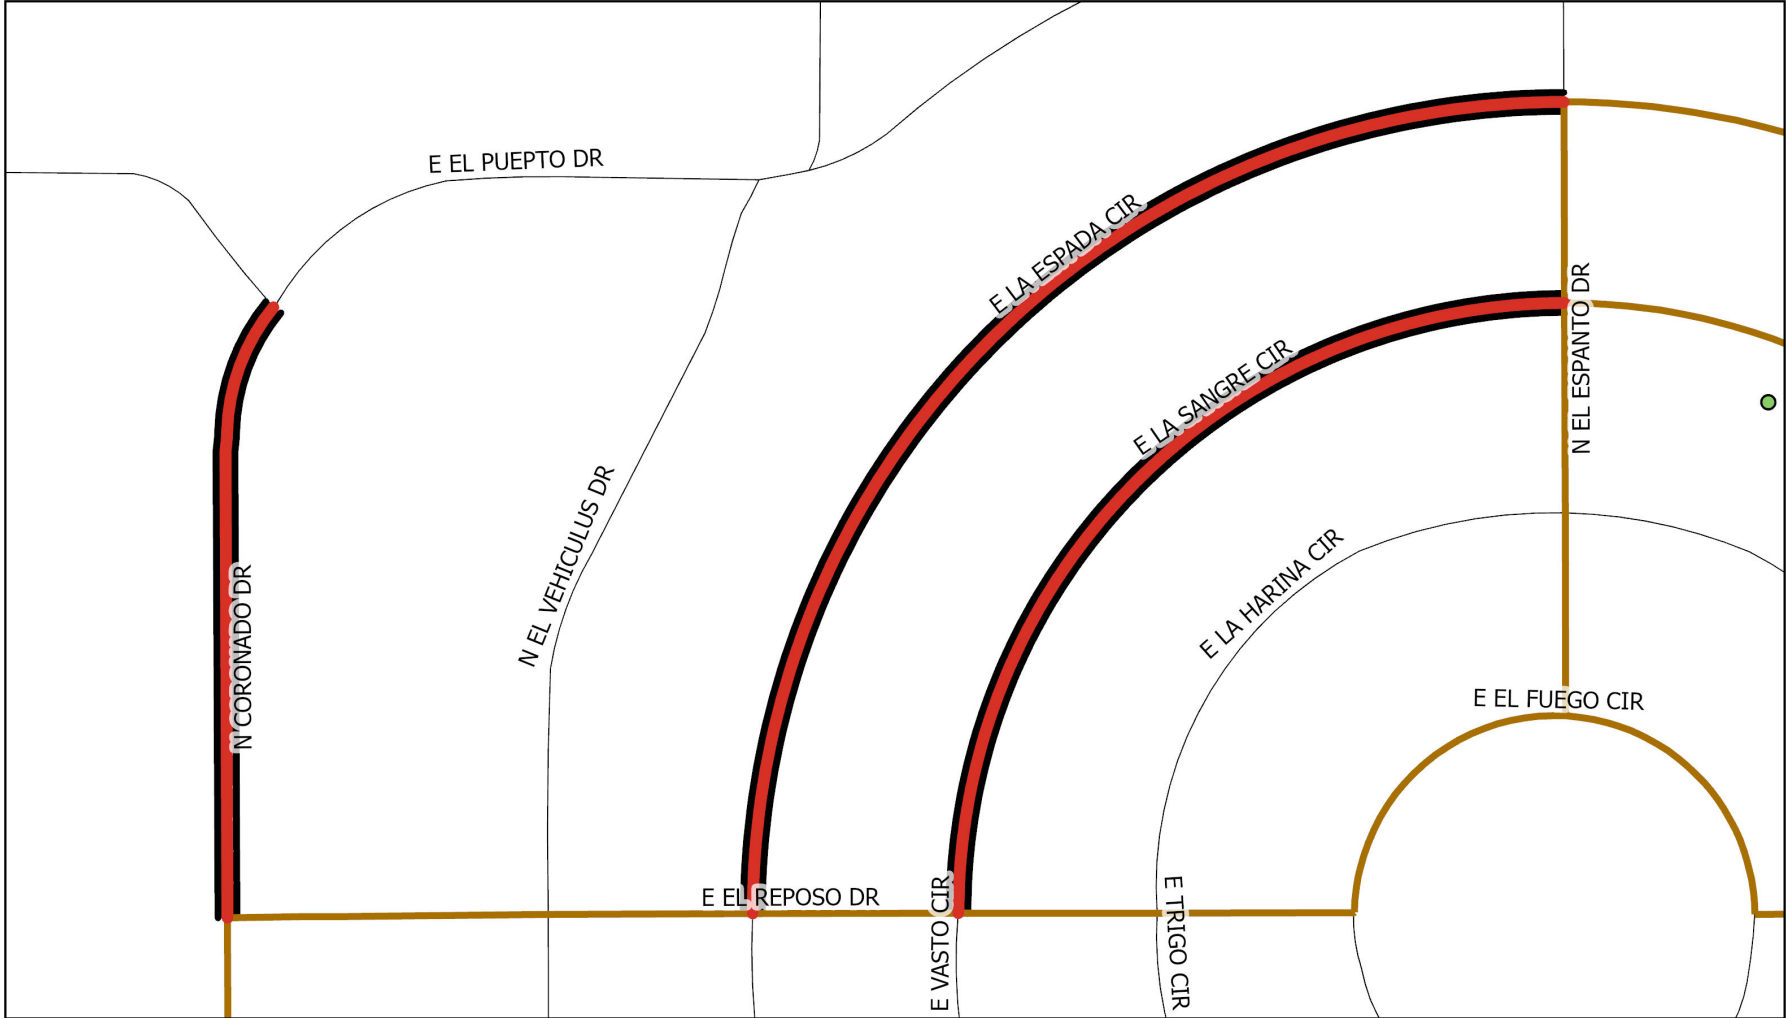 E EL PUEPTO DR
E LA ESPADA CIR
N EL ESPANTO DR
E LA SANGRE CIR
N EL VEHICULUS DR
E LA HARINA CIR
N CORONADO DR
E EL FUEGO CIR
E EL REPOSO DR
E VASTO CIR
E TRIGO CIR